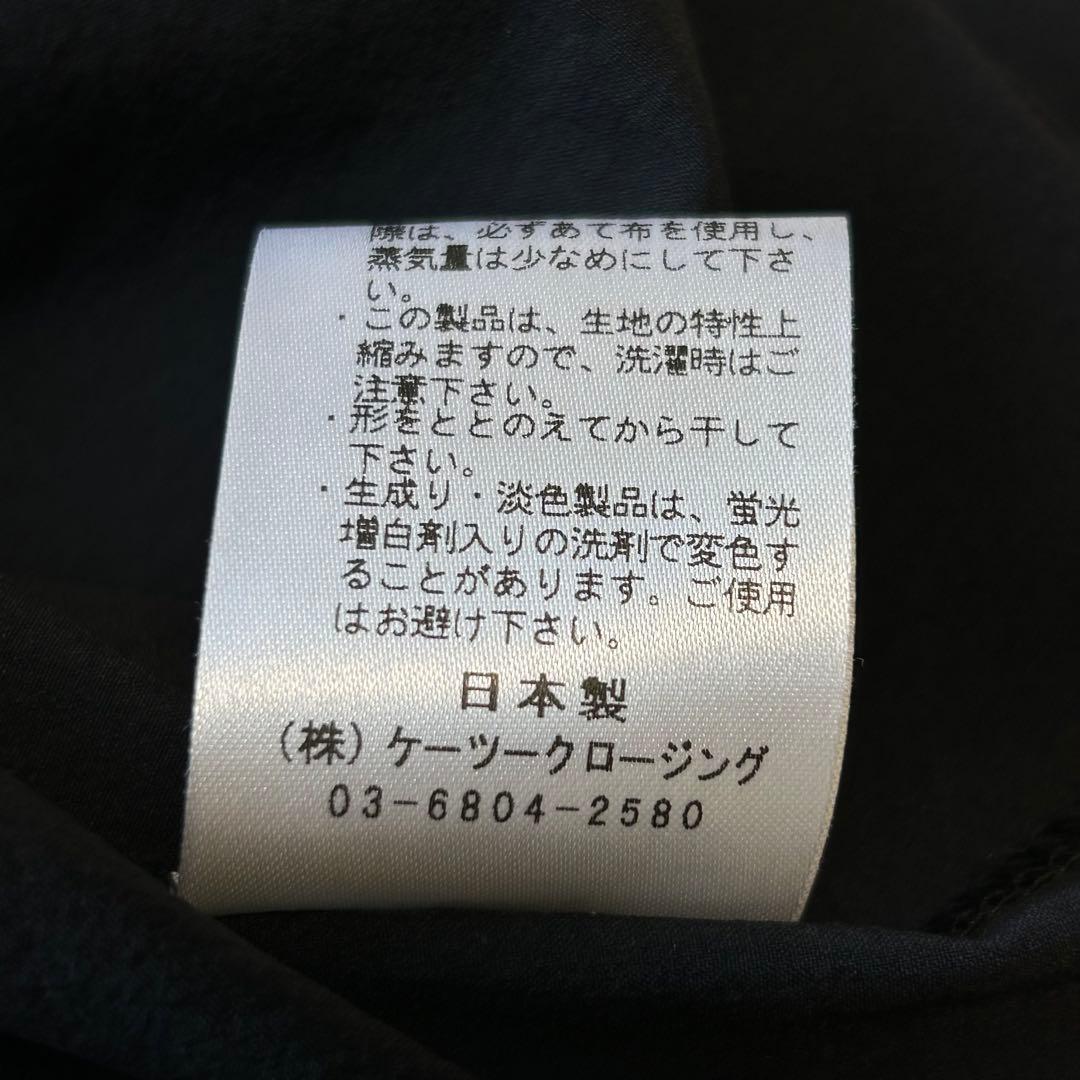 際は、必ずあて布を使用し、
蒸気量は少なめにして下さ
い。
・この製品は、生地の特性上
縮みますので、洗濯時はご
注意下さい。
・形をととのえてから干して
下さい。
・生成り・淡色製品は、蛍光
増白剤入りの洗剤で変色す
ることがあります。ご使用
はお避け下さい。
日本製
(株)ケーツークロージング
03-6804-2580